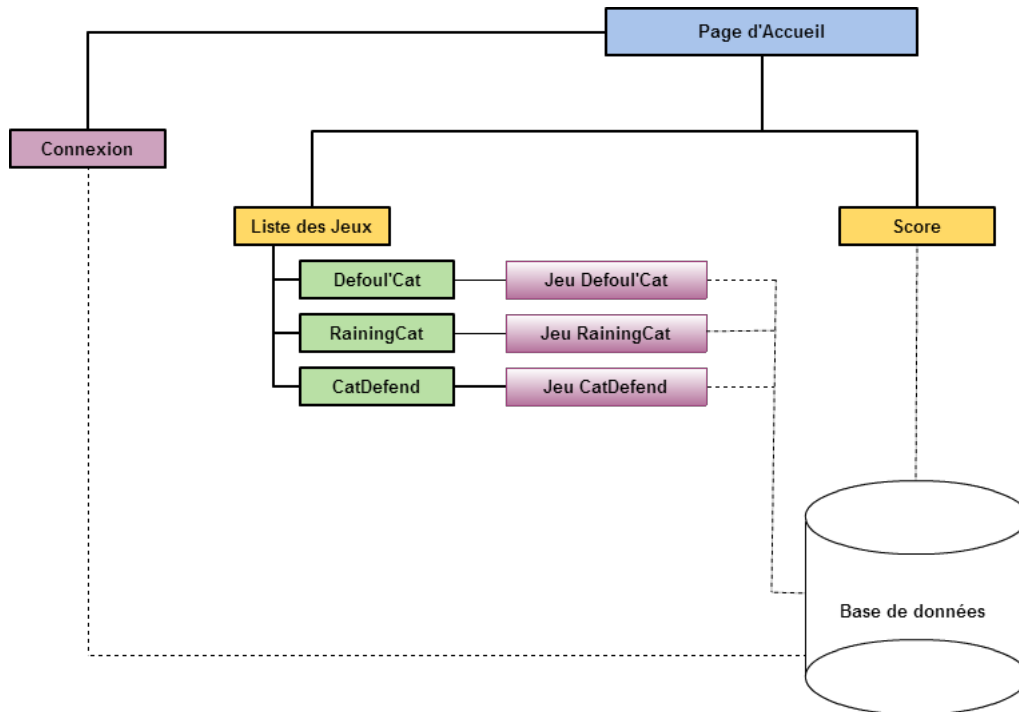 Page d'Accueil
Connexion
Liste des Jeux
Score
Defoul'Cat
Jeu Defoul'Cat
RainingCat
Jeu RainingCat
CatDefend
Jeu CatDefend
Base de données